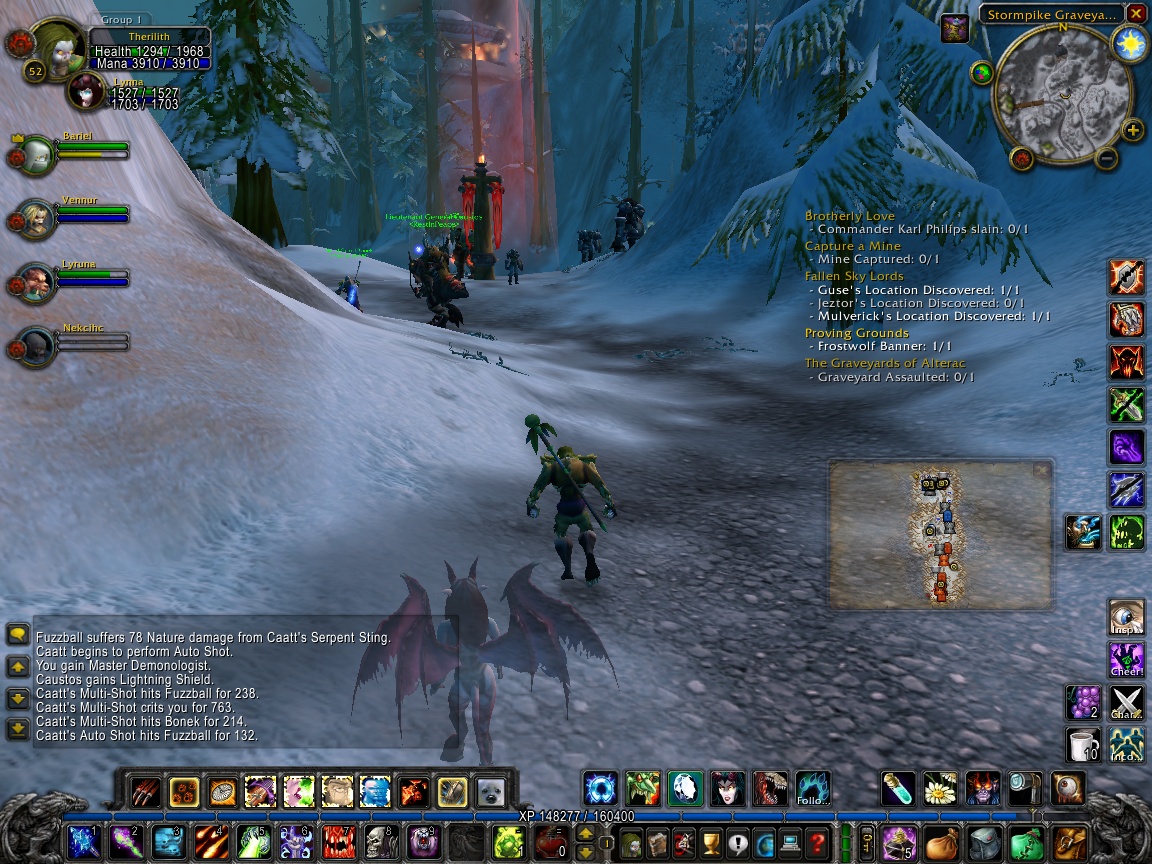 Group 1
Therilith
Health 1294 / 1968
Mana 3910 / 3910
52
Lynna
1527 / 1527
1703 / 1703
Bariel
Vennur
Lyruna
Nekcihc
Stormpike Graveya...
N
<RestInPeace>
Brotherly Love
- Commander Karl Philips slain: 0/1
Capture a Mine
- Mine Captured: 0/1
Fallen Sky Lords
- Guse's Location Discovered: 1/1
- Jeztor's Location Discovered: 0/1
- Mulverick's Location Discovered: 1/1
Proving Grounds
- Frostwolf Banner: 1/1
The Graveyards of Alterac
- Graveyard Assaulted: 0/1
Fuzzball suffers 78 Nature damage from Caatt's Serpent Sting.
Caatt begins to perform Auto Shot.
You gain Master Demonologist.
Caustos gains Lightning Shield.
Caatt's Multi-Shot hits Fuzzball for 238.
Caatt's Multi-Shot crits you for 763.
Caatt's Multi-Shot hits Bonek for 214.
Caatt's Auto Shot hits Fuzzball for 132.
Insp
Cheer!
2
Char...
10
Inc.d...
Follo...
XP 148277 / 160400
1 2 3 4 5 6 7 8 9 0
1
5